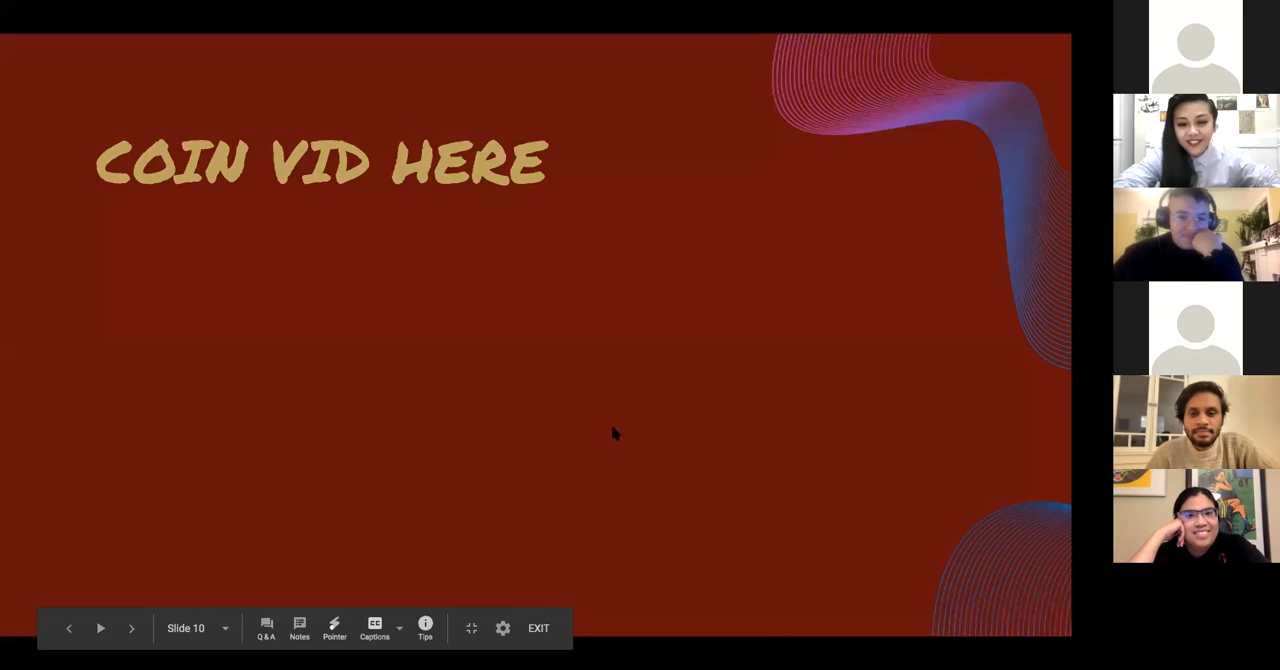 COIN VID HERE
Slide 10
Q & A
Notes
Pointer
Captions
Tips
EXIT